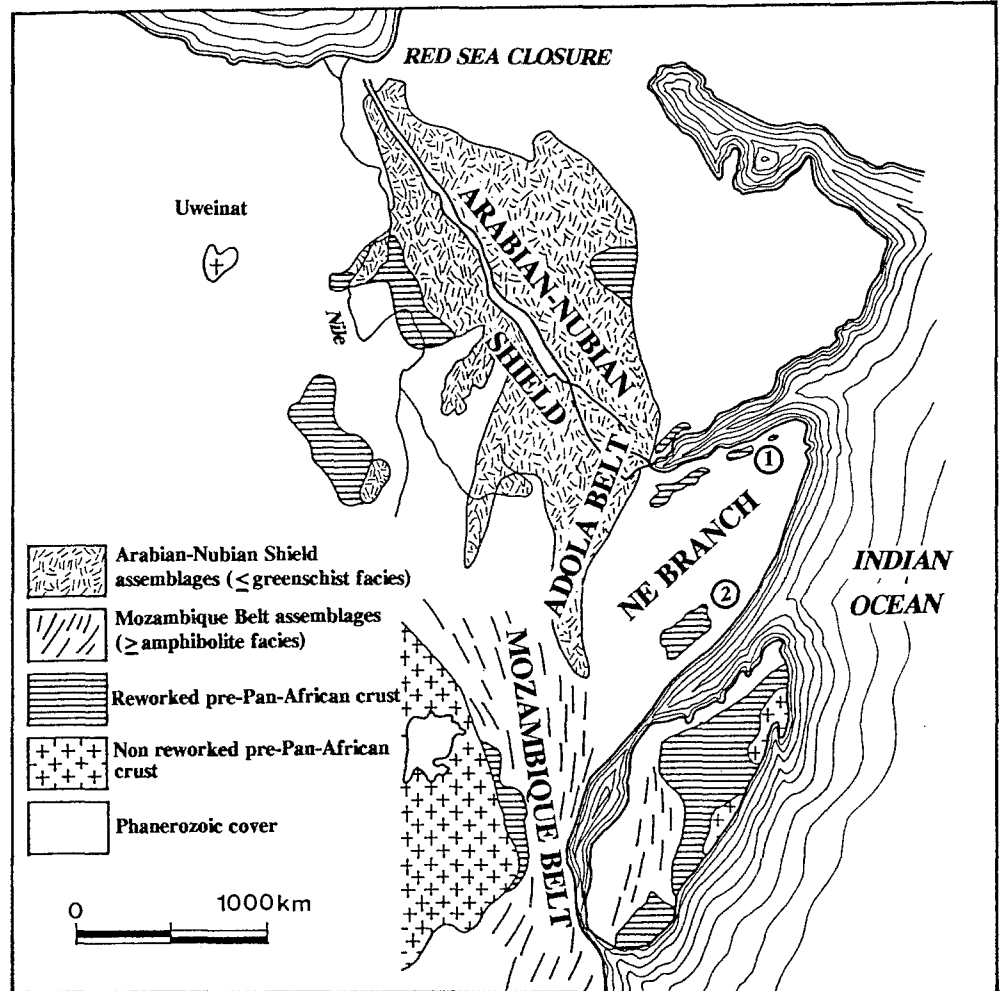 RED SEA CLOSURE
Uweinat
Nile
ARABIAN-NUBIAN
SHIELD
ADOLA BELT
1
NE BRANCH
2
INDIAN
OCEAN
MOZAMBIQUE BELT
Arabian-Nubian Shield
assemblages (≤ greenschist facies)
Mozambique Belt assemblages
(≥ amphibolite facies)
Reworked pre-Pan-African crust
Non reworked pre-Pan-African
crust
Phanerozoic cover
0 1000km